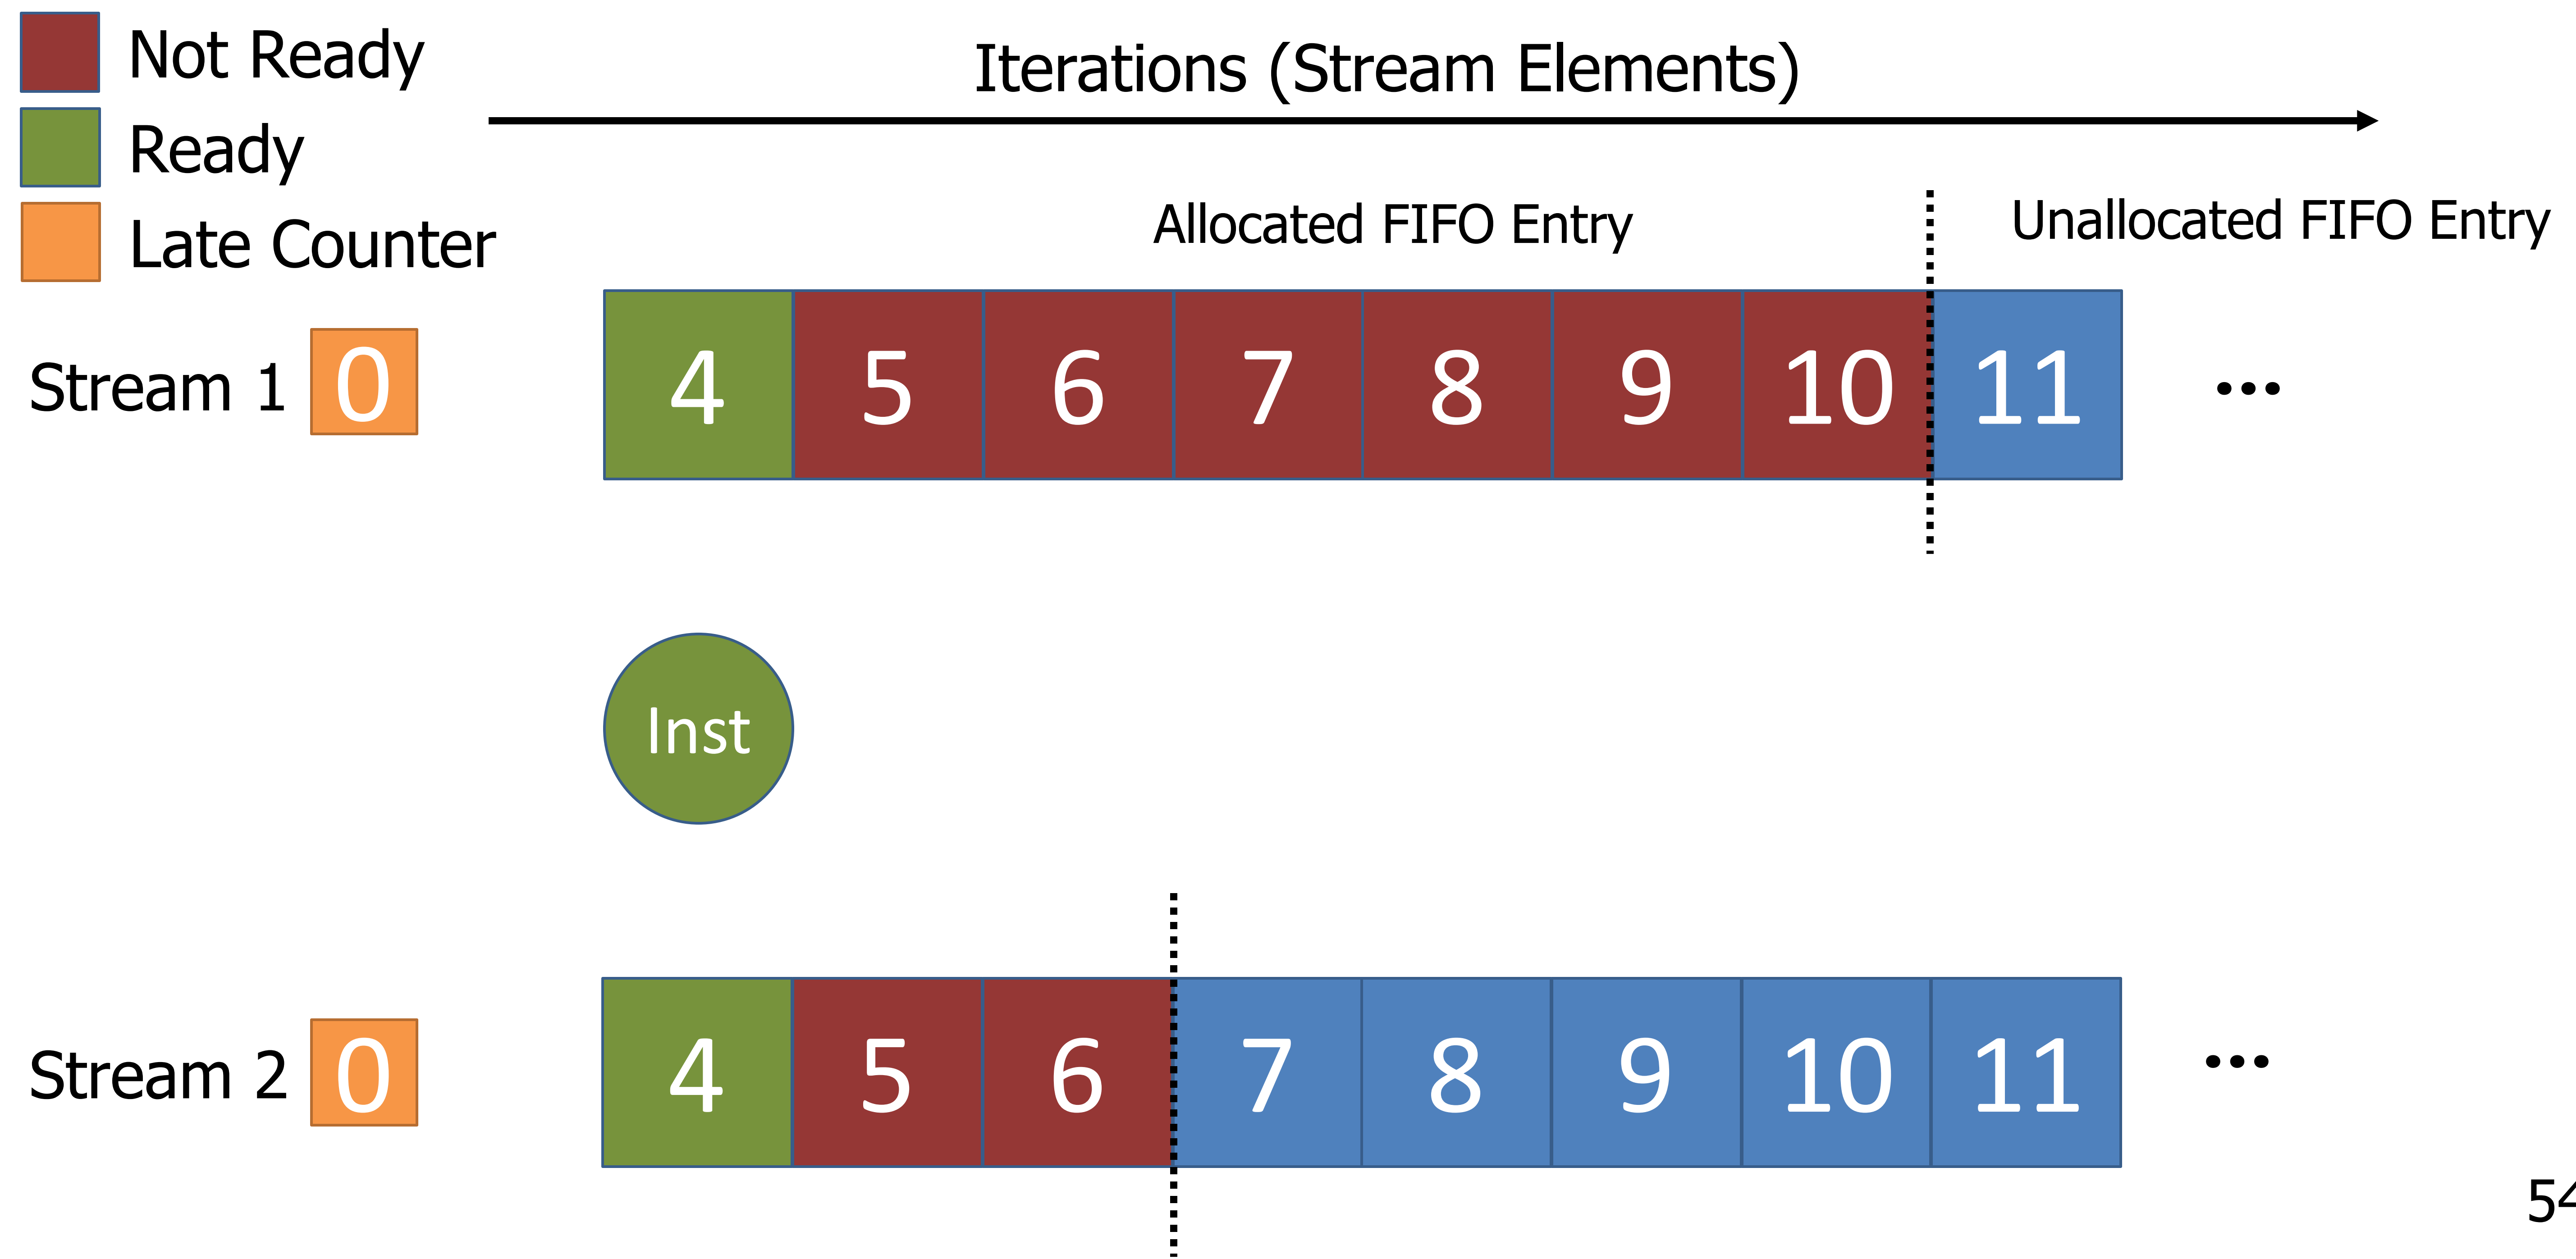 Not Ready
Iterations (Stream Elements)
Ready
Allocated FIFO Entry
Unallocated FIFO Entry
Late Counter
Stream 1 0 4 5 6 7 8 9 10 11 ...
Inst
Stream 2 0 4 5 6 7 8 9 10 11 ...
54